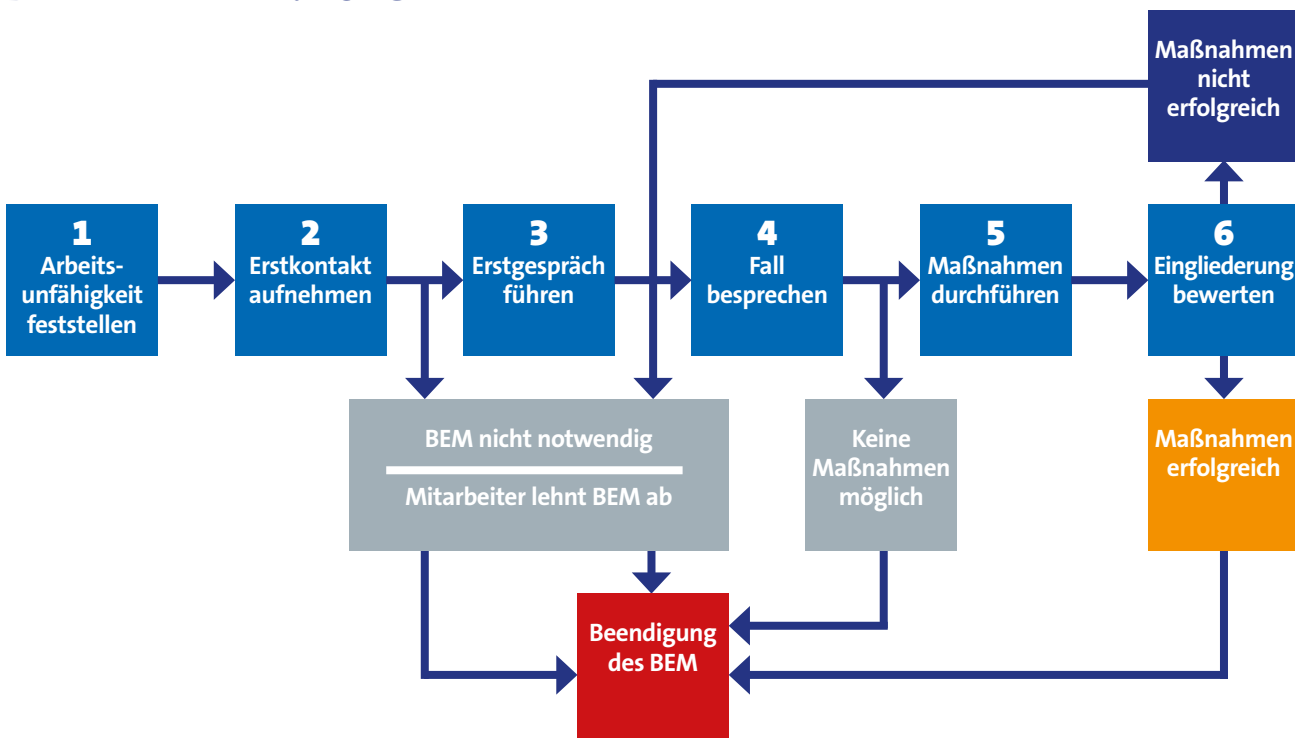 Maßnahmen
nicht
erfolgreich
1
Arbeits-
unfähigkeit
feststellen
2
Erstkontakt
aufnehmen
3
Erstgespräch
führen
4
Fall
besprechen
5
Maßnahmen
durchführen
6
Eingliederung
bewerten
BEM nicht notwendig
Mitarbeiter lehnt BEM ab
Keine
Maßnahmen
möglich
Maßnahmen
erfolgreich
Beendigung
des BEM